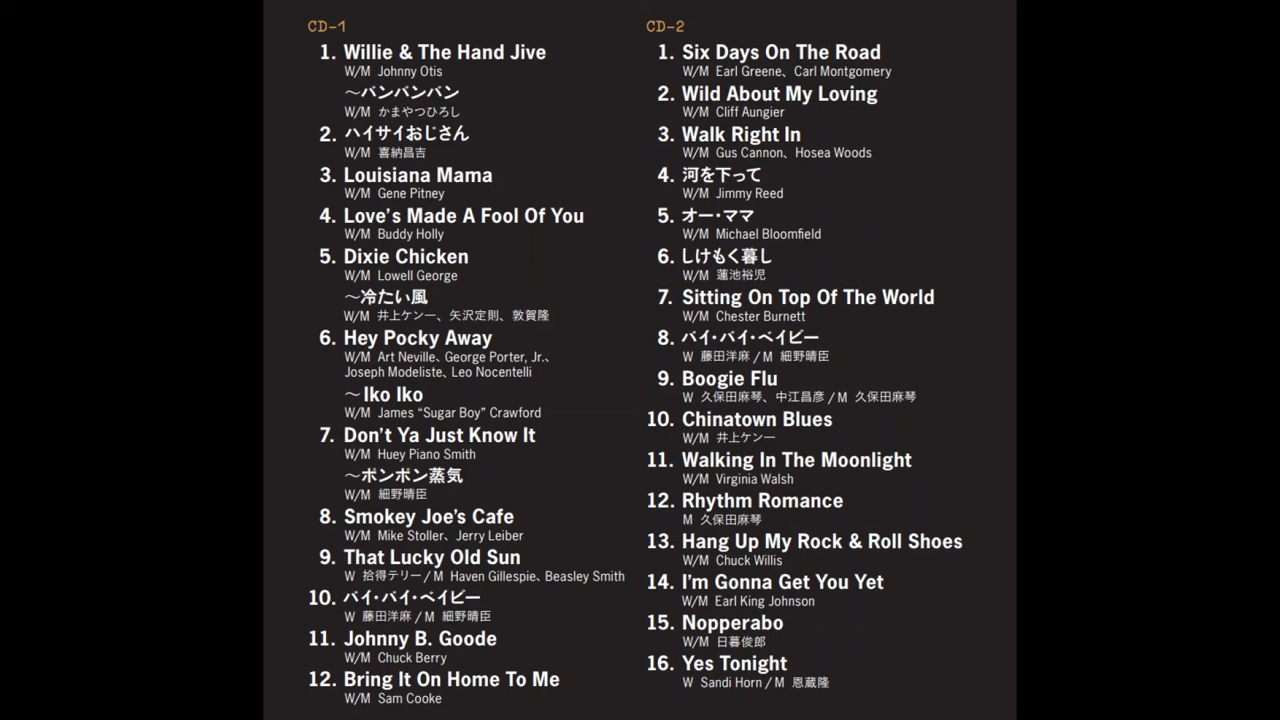 CD-1
1. Willie & The Hand Jive
W/M Johnny Otis
～バンバンバン
W/M かまやつひろし
2. ハイサイおじさん
W/M 喜納昌吉
3. Louisiana Mama
W/M Gene Pitney
4. Love's Made A Fool Of You
W/M Buddy Holly
5. Dixie Chicken
W/M Lowell George
～冷たい風
W/M 井上ケン一、矢沢定則、敦賀隆
6. Hey Pocky Away
W/M Art Neville、George Porter, Jr.、
Joseph Modeliste、Leo Nocentelli
～Iko Iko
W/M James “Sugar Boy” Crawford
7. Don't Ya Just Know It
W/M Huey Piano Smith
～ポンポン蒸気
W/M 細野晴臣
8. Smokey Joe's Cafe
W/M Mike Stoller、Jerry Leiber
9. That Lucky Old Sun
W 拾得テリー / M Haven Gillespie、Beasley Smith
10. バイ・バイ・ベイビー
W 藤田洋麻 / M 細野晴臣
11. Johnny B. Goode
W/M Chuck Berry
12. Bring It On Home To Me
W/M Sam Cooke
CD-2
1. Six Days On The Road
W/M Earl Greene、Carl Montgomery
2. Wild About My Loving
W/M Cliff Aungier
3. Walk Right In
W/M Gus Cannon、Hosea Woods
4. 河を下って
W/M Jimmy Reed
5. オー・ママ
W/M Michael Bloomfield
6. しけもく暮し
W/M 蓮池裕児
7. Sitting On Top Of The World
W/M Chester Burnett
8. バイ・バイ・ベイビー
W 藤田洋麻 / M 細野晴臣
9. Boogie Flu
W 久保田麻琴、中江昌彦 / M 久保田麻琴
10. Chinatown Blues
W/M 井上ケン一
11. Walking In The Moonlight
W/M Virginia Walsh
12. Rhythm Romance
M 久保田麻琴
13. Hang Up My Rock & Roll Shoes
W/M Chuck Willis
14. I'm Gonna Get You Yet
W/M Earl King Johnson
15. Nopperabo
W/M 日暮俊郎
16. Yes Tonight
W Sandi Horn / M 恩蔵隆